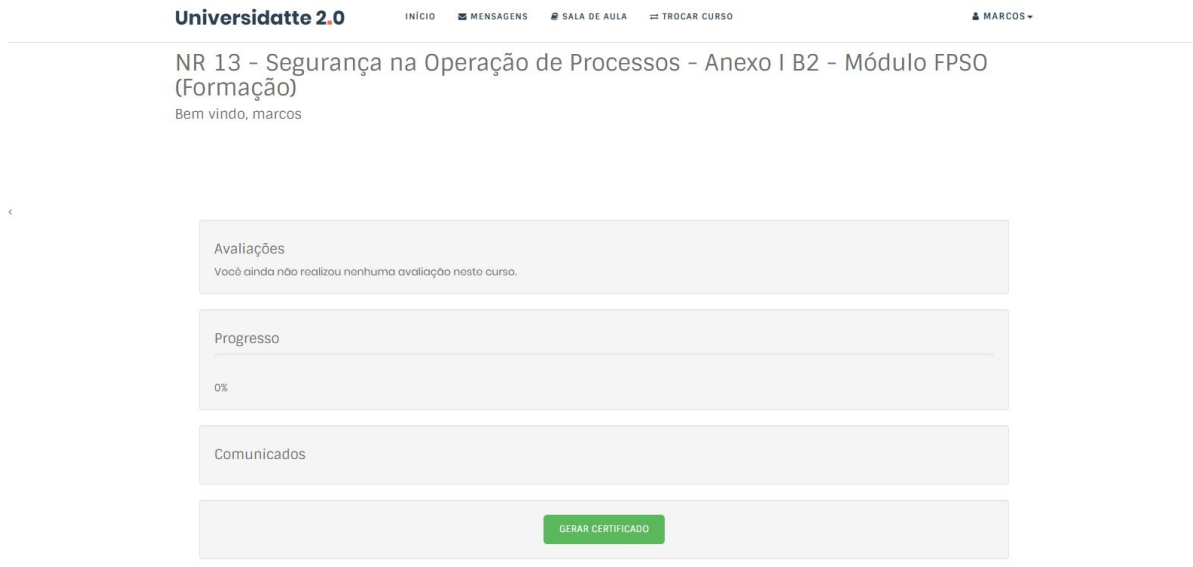 Universidatte 2.0 INÍCIO MENSAGENS SALA DE AULA TROCAR CURSO MARCOS
NR 13 - Segurança na Operação de Processos - Anexo I B2 - Módulo FPSO
(Formação)
Bem vindo, marcos
<
Avaliações
Você ainda não realizou nenhuma avaliação neste curso.
Progresso
0%
Comunicados
GERAR CERTIFICADO